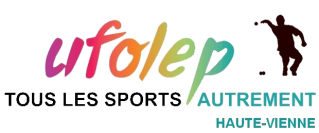 ufolep
TOUS LES SPORTS AUTREMENT
HAUTE-VIENNE